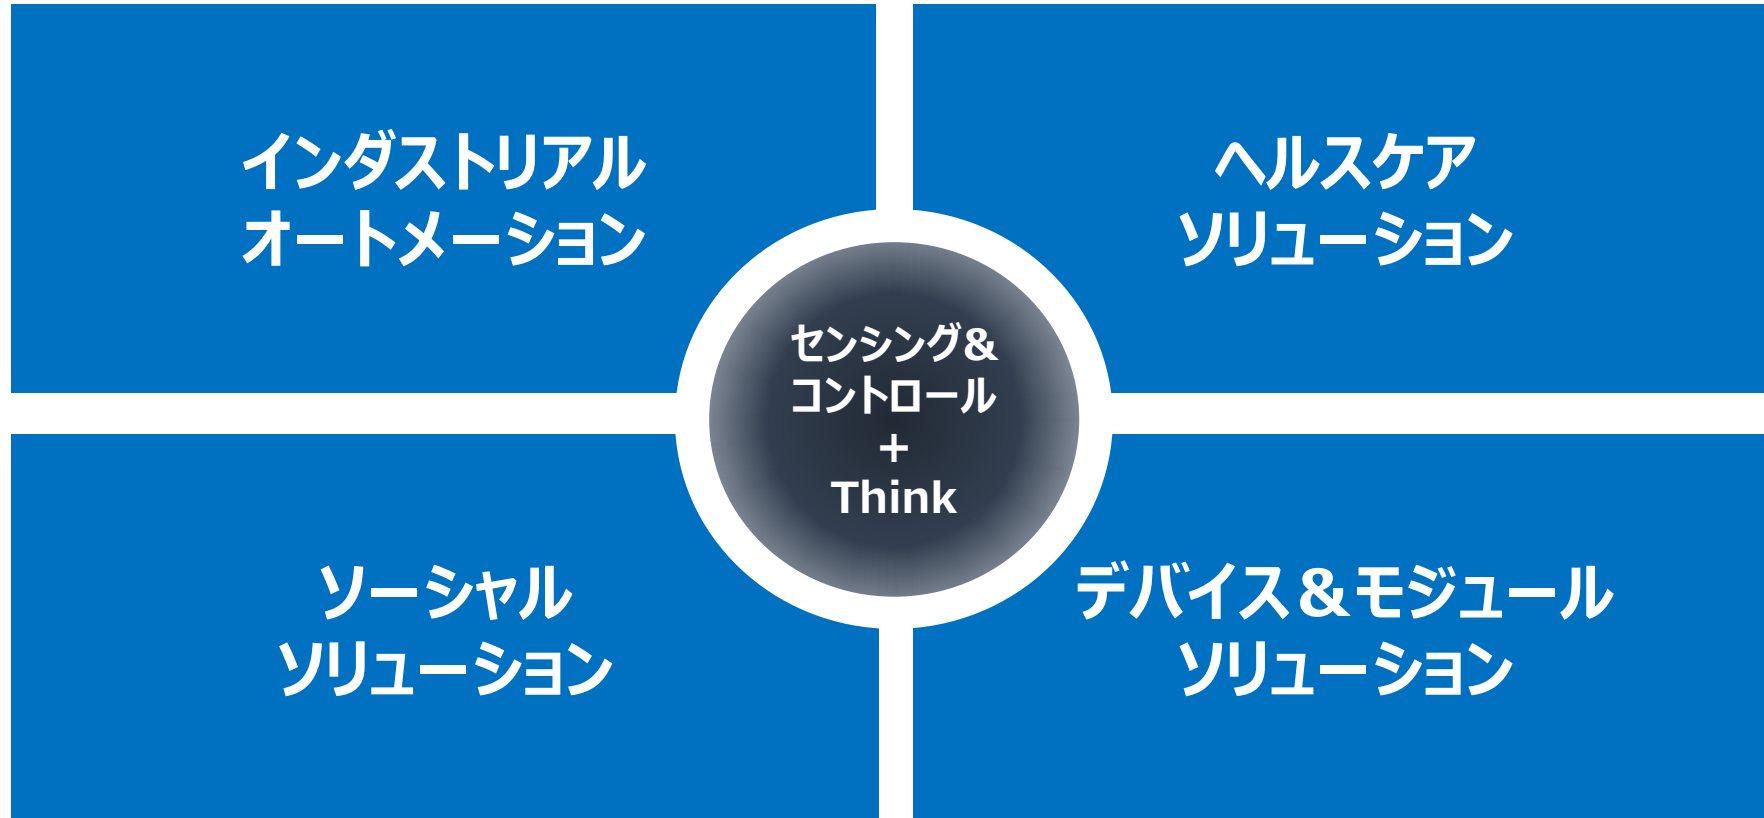 インダストリアル
オートメーション
ヘルスケア
ソリューション
センシング&
コントロール
+
Think
ソーシャル
ソリューション
デバイス&モジュール
ソリューション